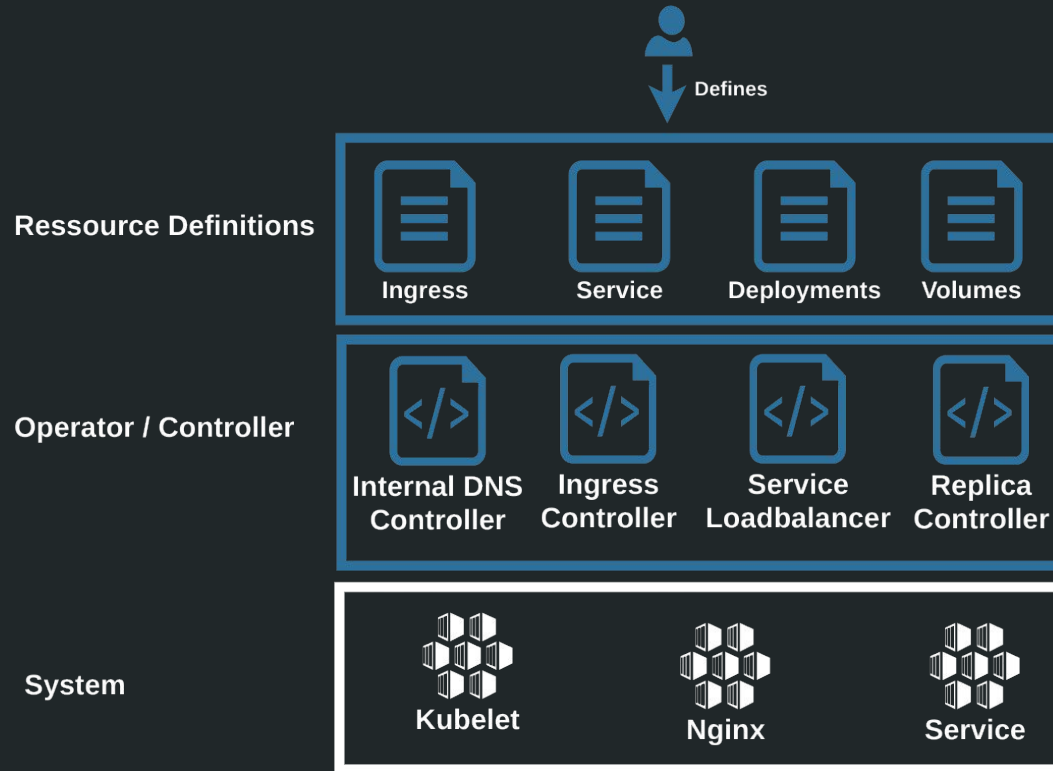 Defines
Ressource Definitions
Ingress
Service
Deployments
Volumes
Operator / Controller
Internal DNS
Controller
Ingress
Controller
Service
Loadbalancer
Replica
Controller
System
Kubelet
Nginx
Service